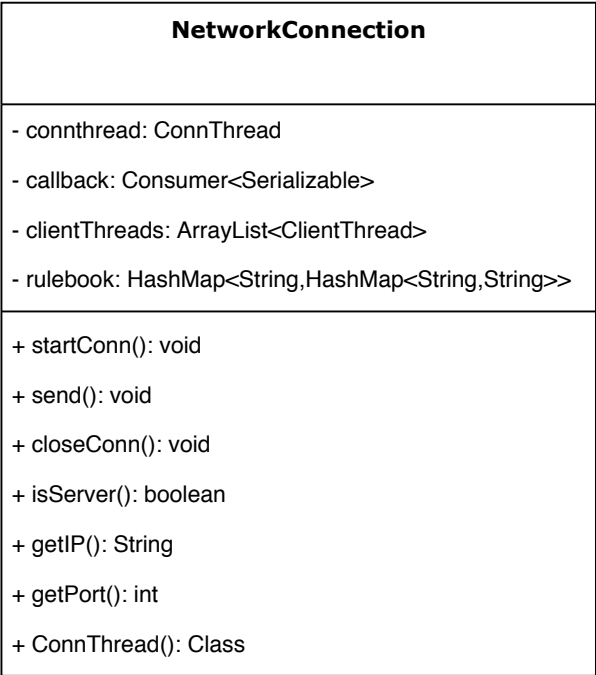 NetworkConnection
- connthread: ConnThread
- callback: Consumer<Serializable>
- clientThreads: ArrayList<ClientThread>
- rulebook: HashMap<String,HashMap<String,String>>
+ startConn(): void
+ send(): void
+ closeConn(): void
+ isServer(): boolean
+ getIP(): String
+ getPort(): int
+ ConnThread(): Class